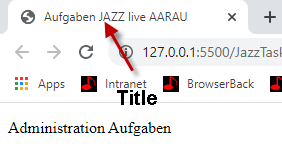 Aufgaben JAZZ live AARAU
127.0.0.1:5500/JazzTask
Apps Intranet BrowserBack
Title
Administration Aufgaben